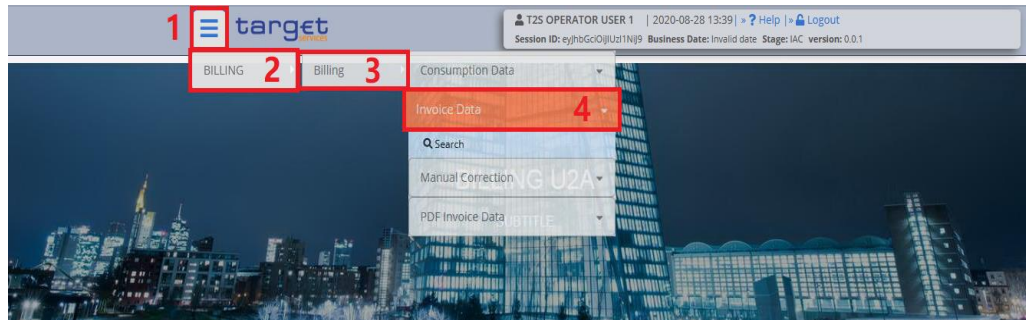 1
target
services
T2S OPERATOR USER 1 | 2020-08-28 13:39 | » ? Help | » Logout
Session ID: eyJhbGciOiJIUzI1NiJ9 Business Date: Invalid date Stage: IAC version: 0.0.1
BILLING 2 Billing 3 Consumption Data
Invoice Data 4
Search
Manual Correction
BILLING U2A
PDF Invoice Data
SUBTITLE